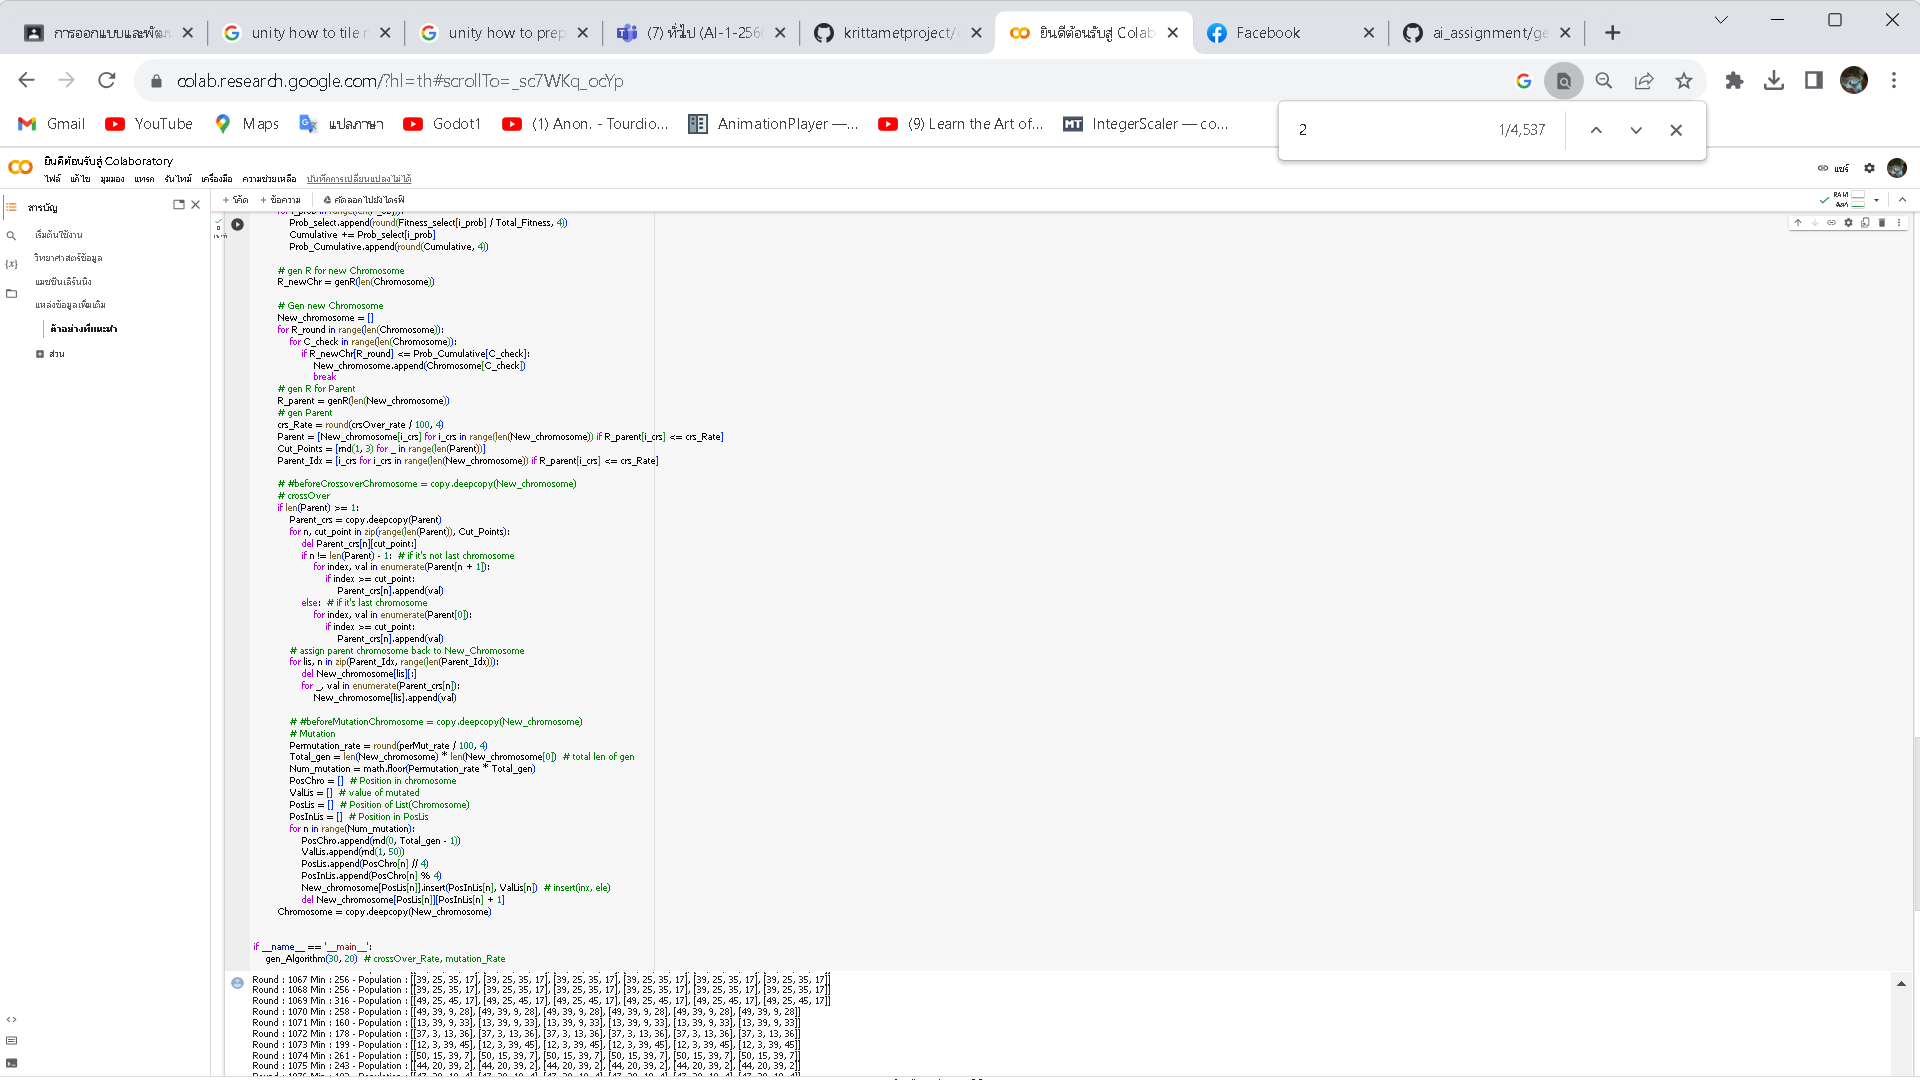 การออกแบบและพัฒ
unity how to tile
unity how to prep
(7) ทั่วไป (AI-1-256
krittametproject/
ยินดีต้อนรับสู่ Colab
Facebook
ai_assignment/ge
colab.research.google.com/?hl=th#scrollTo=_sc7WKq_ocYp
Gmail
YouTube
Maps
แปลภาษา
Godot1
(1) Anon. - Tourdio...
AnimationPlayer —...
(9) Learn the Art of...
IntegerScaler — co...
2
1/4,537
ยินดีต้อนรับสู่ Colaboratory
ไฟล์ แก้ไข มุมมอง แทรก รันไทม์ เครื่องมือ ความช่วยเหลือ บันทึกการเปลี่ยนแปลงไม่ได้
แชร์
สารบัญ
+ โค้ด + ข้อความ คัดลอกไปยังไดรฟ์
RAM
ดิสก์
เริ่มต้นใช้งาน
วิทยาศาสตร์ข้อมูล
แมชชีนเลิร์นนิง
แหล่งข้อมูลเพิ่มเติม
ตัวอย่างที่แนะนำ
ส่วน
Prob_select.append(round(Fitness_select[i_prob] / Total_Fitness, 4))
Cumulative += Prob_select[i_prob]
Prob_Cumulative.append(round(Cumulative, 4))
# gen R for new Chromosome
R_newChr = genR(len(Chromosome))
# Gen new Chromosome
New_chromosome = []
for R_round in range(len(Chromosome)):
for C_check in range(len(Chromosome)):
if R_newChr[R_round] <= Prob_Cumulative[C_check]:
New_chromosome.append(Chromosome[C_check])
break
# gen R for Parent
R_parent = genR(len(New_chromosome))
# gen Parent
crs_Rate = round(crsOver_rate / 100, 4)
Parent = [New_chromosome[i_crs] for i_crs in range(len(New_chromosome)) if R_parent[i_crs] <= crs_Rate]
Cut_Points = [rnd(1, 3) for _ in range(len(Parent))]
Parent_Idx = [i_crs for i_crs in range(len(New_chromosome)) if R_parent[i_crs] <= crs_Rate]
# #beforeCrossoverChromosome = copy.deepcopy(New_chromosome)
# crossOver
if len(Parent) >= 1:
Parent_crs = copy.deepcopy(Parent)
for n, cut_point in zip(range(len(Parent)), Cut_Points):
del Parent_crs[n][cut_point:]
if n != len(Parent) - 1: # if it's not last chromosome
for index, val in enumerate(Parent[n + 1]):
if index >= cut_point:
Parent_crs[n].append(val)
else: # if it's last chromosome
for index, val in enumerate(Parent[0]):
if index >= cut_point:
Parent_crs[n].append(val)
# assign parent chromosome back to New_Chromosome
for lis, n in zip(Parent_Idx, range(len(Parent_Idx))):
del New_chromosome[lis][:]
for _, val in enumerate(Parent_crs[n]):
New_chromosome[lis].append(val)
# #beforeMutationChromosome = copy.deepcopy(New_chromosome)
# Mutation
Permutation_rate = round(perMut_rate / 100, 4)
Total_gen = len(New_chromosome) * len(New_chromosome[0]) # total len of gen
Num_mutation = math.floor(Permutation_rate * Total_gen)
PosChro = [] # Position in chromosome
ValLis = [] # value of mutated
PosLis = [] # Position of List(Chromosome)
PosInLis = [] # Position in PosLis
for n in range(Num_mutation):
PosChro.append(rnd(0, Total_gen - 1))
ValLis.append(rnd(1, 50))
PosLis.append(PosChro[n] // 4)
PosInLis.append(PosChro[n] % 4)
New_chromosome[PosLis[n]].insert(PosInLis[n], ValLis[n]) # insert(inx, ele)
del New_chromosome[PosLis[n]][PosInLis[n] + 1]
Chromosome = copy.deepcopy(New_chromosome)
if __name__ == '__main__':
gen_Algorithm(30, 20) # crossOver_Rate, mutation_Rate
Round : 1067 Min : 256 - Population : [[39, 25, 35, 17], [39, 25, 35, 17], [39, 25, 35, 17], [39, 25, 35, 17], [39, 25, 35, 17], [39, 25, 35, 17]]
Round : 1068 Min : 256 - Population : [[39, 25, 35, 17], [39, 25, 35, 17], [39, 25, 35, 17], [39, 25, 35, 17], [39, 25, 35, 17], [39, 25, 35, 17]]
Round : 1069 Min : 316 - Population : [[49, 25, 45, 17], [49, 25, 45, 17], [49, 25, 45, 17], [49, 25, 45, 17], [49, 25, 45, 17], [49, 25, 45, 17]]
Round : 1070 Min : 258 - Population : [[49, 39, 9, 28], [49, 39, 9, 28], [49, 39, 9, 28], [49, 39, 9, 28], [49, 39, 9, 28], [49, 39, 9, 28]]
Round : 1071 Min : 160 - Population : [[13, 39, 9, 33], [13, 39, 9, 33], [13, 39, 9, 33], [13, 39, 9, 33], [13, 39, 9, 33], [13, 39, 9, 33]]
Round : 1072 Min : 178 - Population : [[37, 3, 13, 36], [37, 3, 13, 36], [37, 3, 13, 36], [37, 3, 13, 36], [37, 3, 13, 36], [37, 3, 13, 36]]
Round : 1073 Min : 199 - Population : [[12, 3, 39, 45], [12, 3, 39, 45], [12, 3, 39, 45], [12, 3, 39, 45], [12, 3, 39, 45], [12, 3, 39, 45]]
Round : 1074 Min : 261 - Population : [[50, 15, 39, 7], [50, 15, 39, 7], [50, 15, 39, 7], [50, 15, 39, 7], [50, 15, 39, 7], [50, 15, 39, 7]]
Round : 1075 Min : 243 - Population : [[44, 20, 39, 2], [44, 20, 39, 2], [44, 20, 39, 2], [44, 20, 39, 2], [44, 20, 39, 2], [44, 20, 39, 2]]